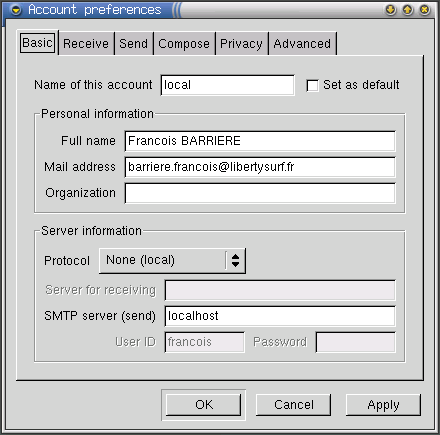 Account preferences
Basic Receive Send Compose Privacy Advanced
Name of this account local Set as default
Personal information
Full name Francois BARRIERE
Mail address barriere.francois@libertysurf.fr
Organization
Server information
Protocol None (local)
Server for receiving
SMTP server (send) localhost
User ID francois Password
OK Cancel Apply